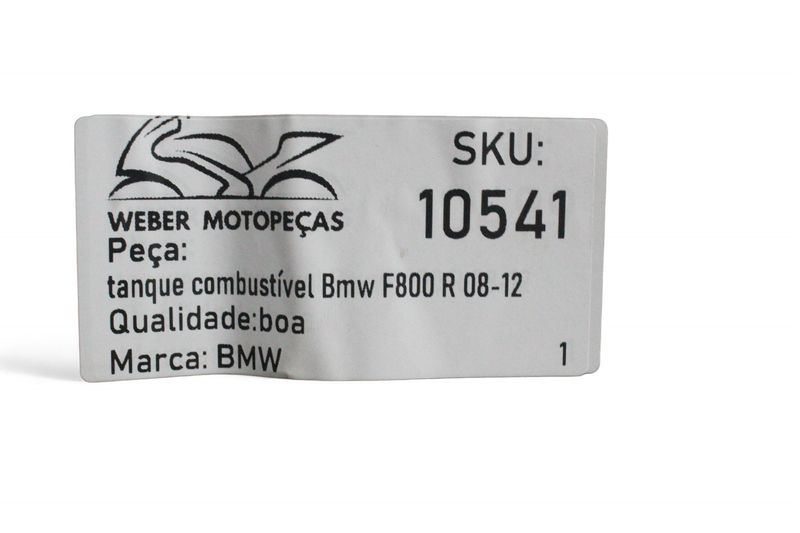 WEBER MOTOPEÇAS
SKU:
10541
Peça:
tanque combustível Bmw F800 R 08-12
Qualidade:boa
Marca: BMW
1